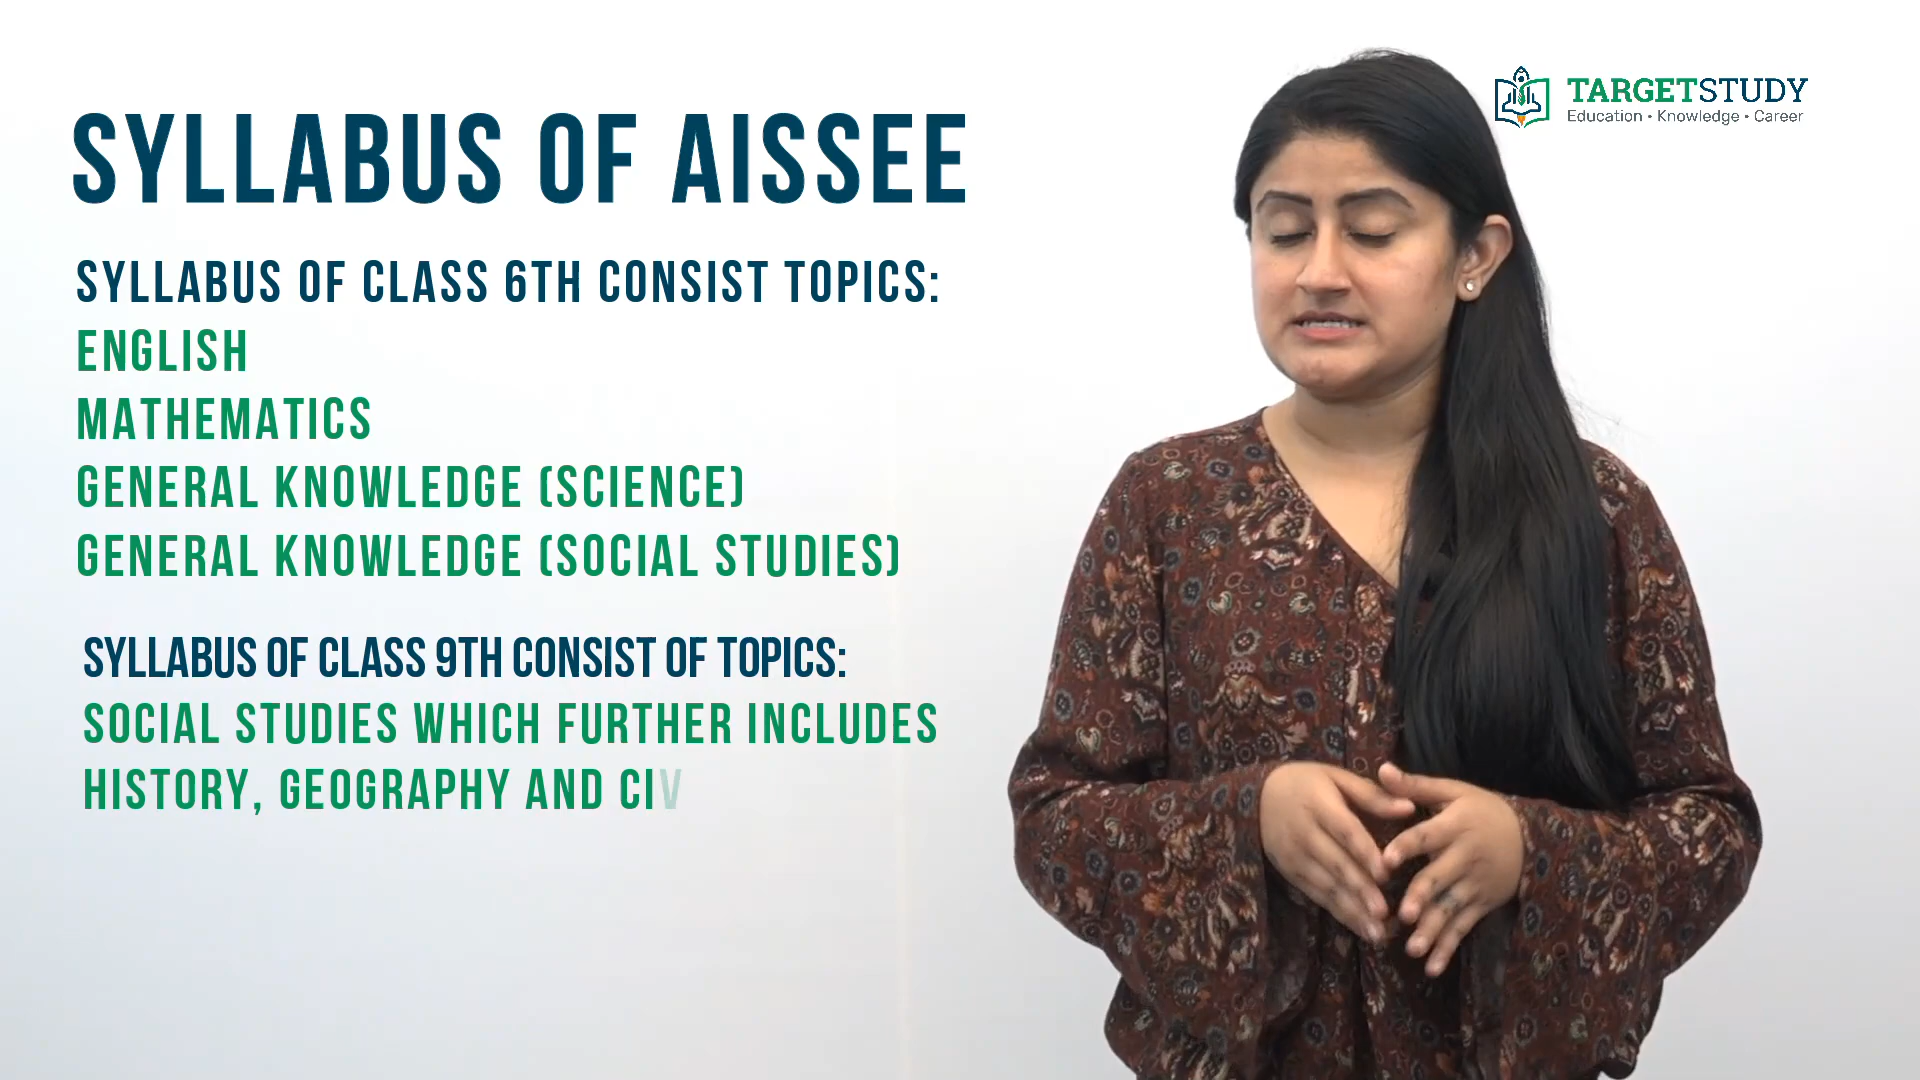 SYLLABUS OF AISSEE
SYLLABUS OF CLASS 6TH CONSIST TOPICS:
ENGLISH
MATHEMATICS
GENERAL KNOWLEDGE (SCIENCE)
GENERAL KNOWLEDGE (SOCIAL STUDIES)
SYLLABUS OF CLASS 9TH CONSIST OF TOPICS:
SOCIAL STUDIES WHICH FURTHER INCLUDES
HISTORY, GEOGRAPHY AND CIV
TARGETSTUDY
Education • Knowledge • Career